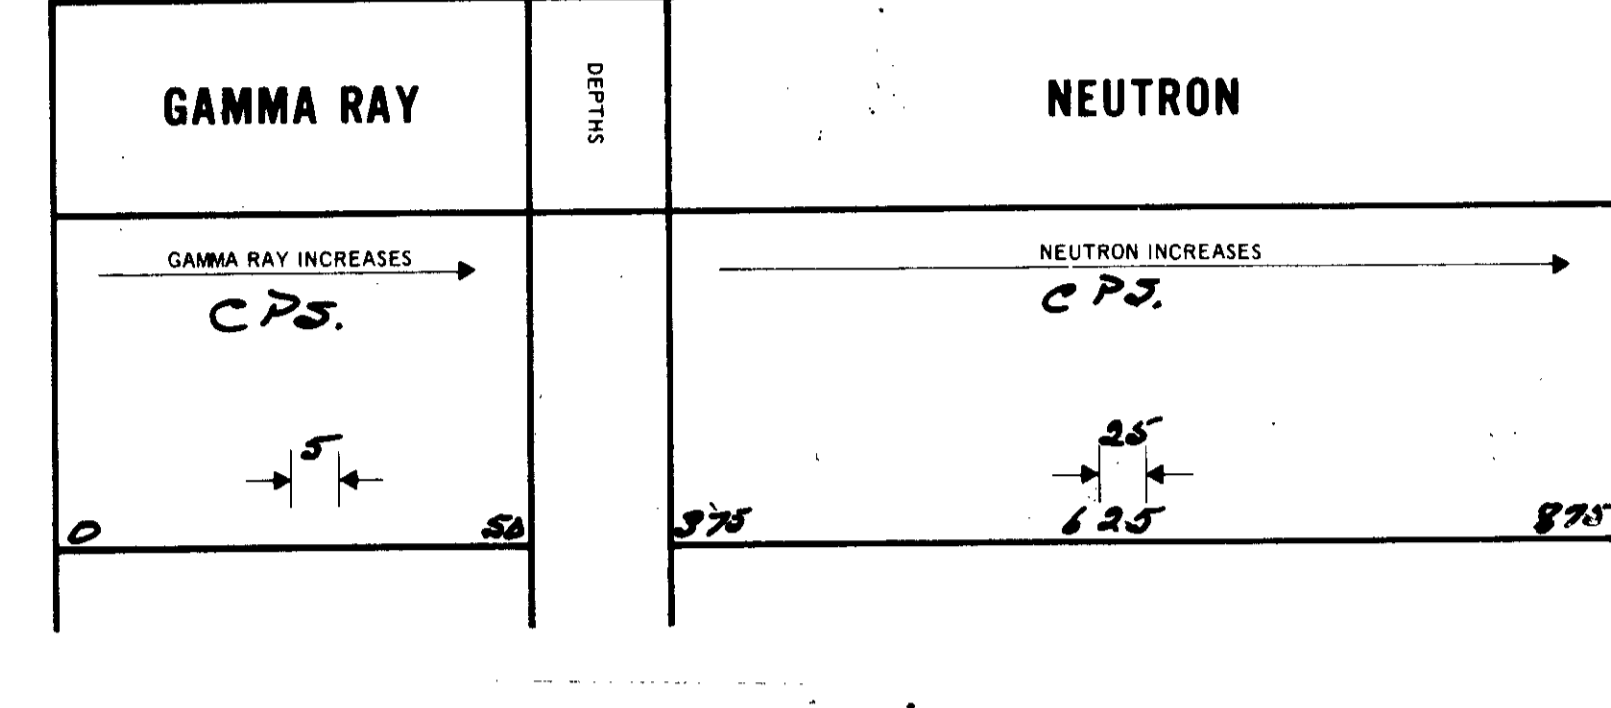 GAMMA RAY
DEPTHS
NEUTRON
GAMMA RAY INCREASES
CPS.
NEUTRON INCREASES
CPS.
5
25
0
50
375
625
875